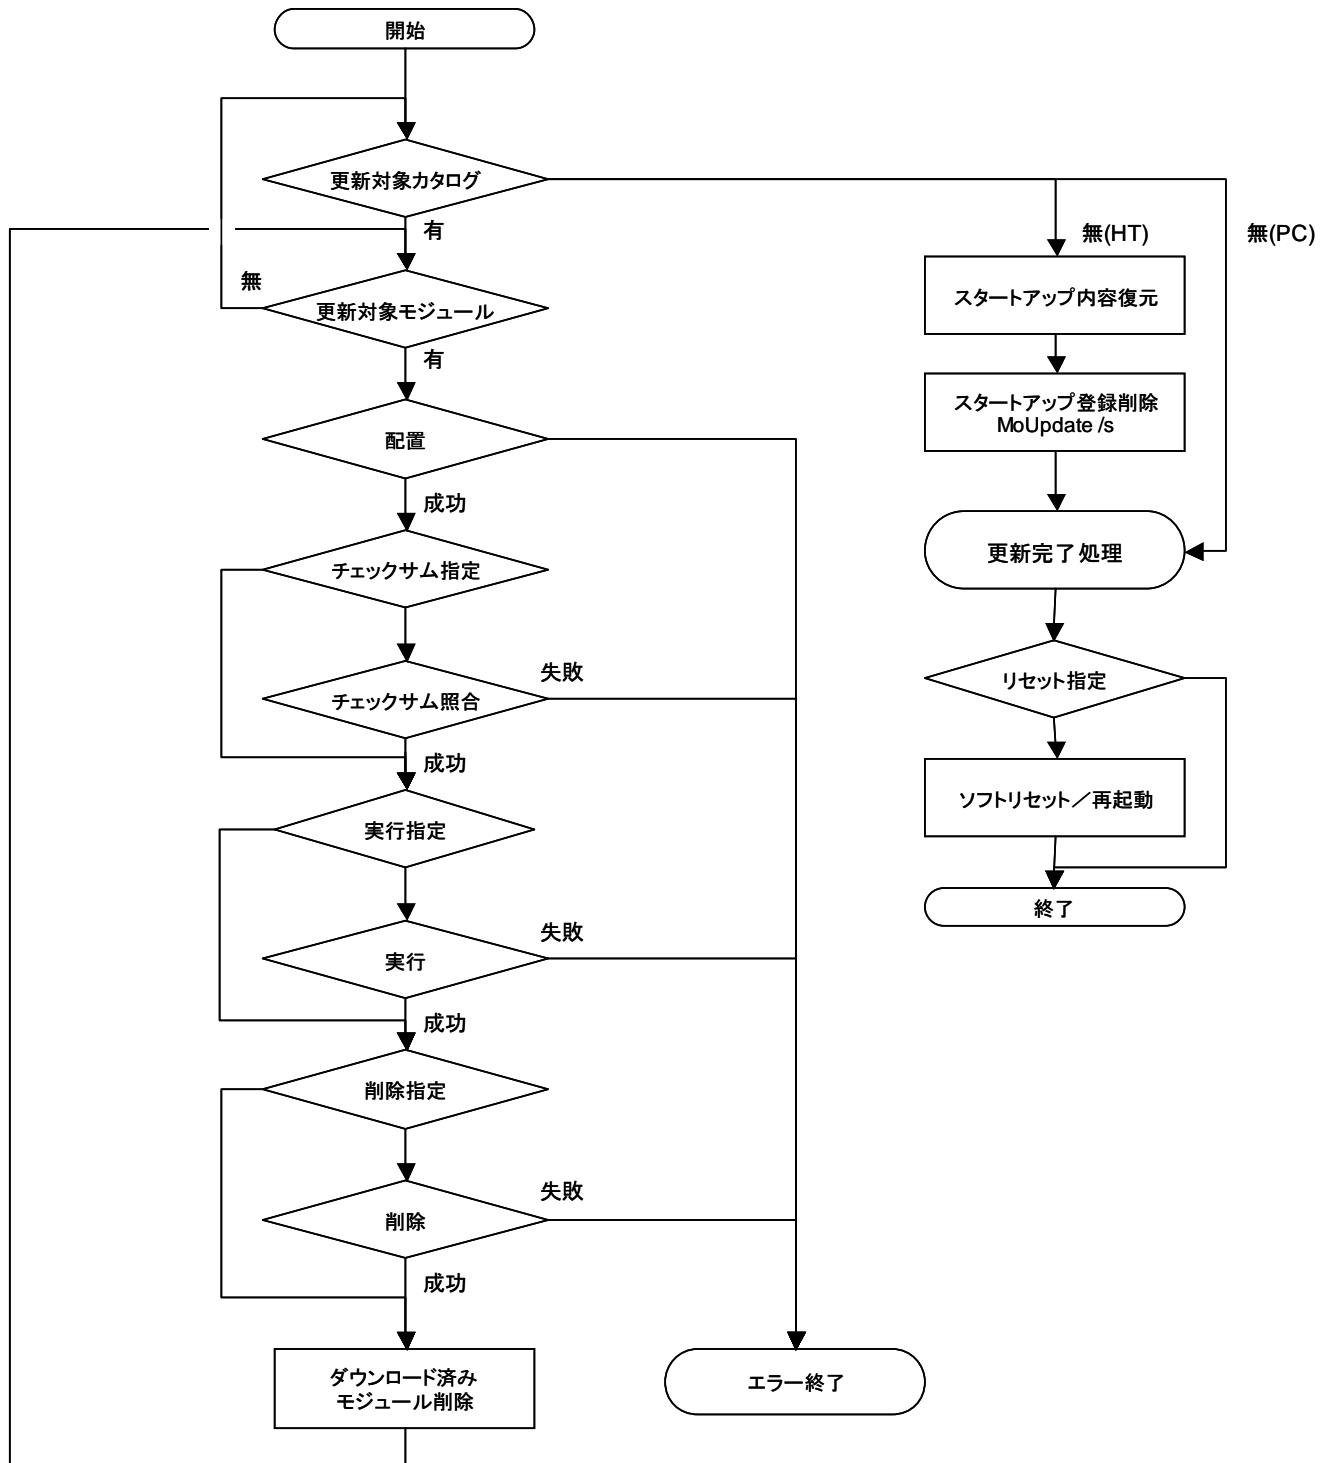 開始
更新対象カタログ
有
無(HT)
無(PC)
無
更新対象モジュール
スタートアップ内容復元
有
スタートアップ登録削除
MoUpdate /s
配置
成功
更新完了処理
チェックサム指定
失敗
リセット指定
チェックサム照合
成功
ソフトリセット／再起動
実行指定
終了
失敗
実行
成功
削除指定
失敗
削除
成功
ダウンロード済み
モジュール削除
エラー終了